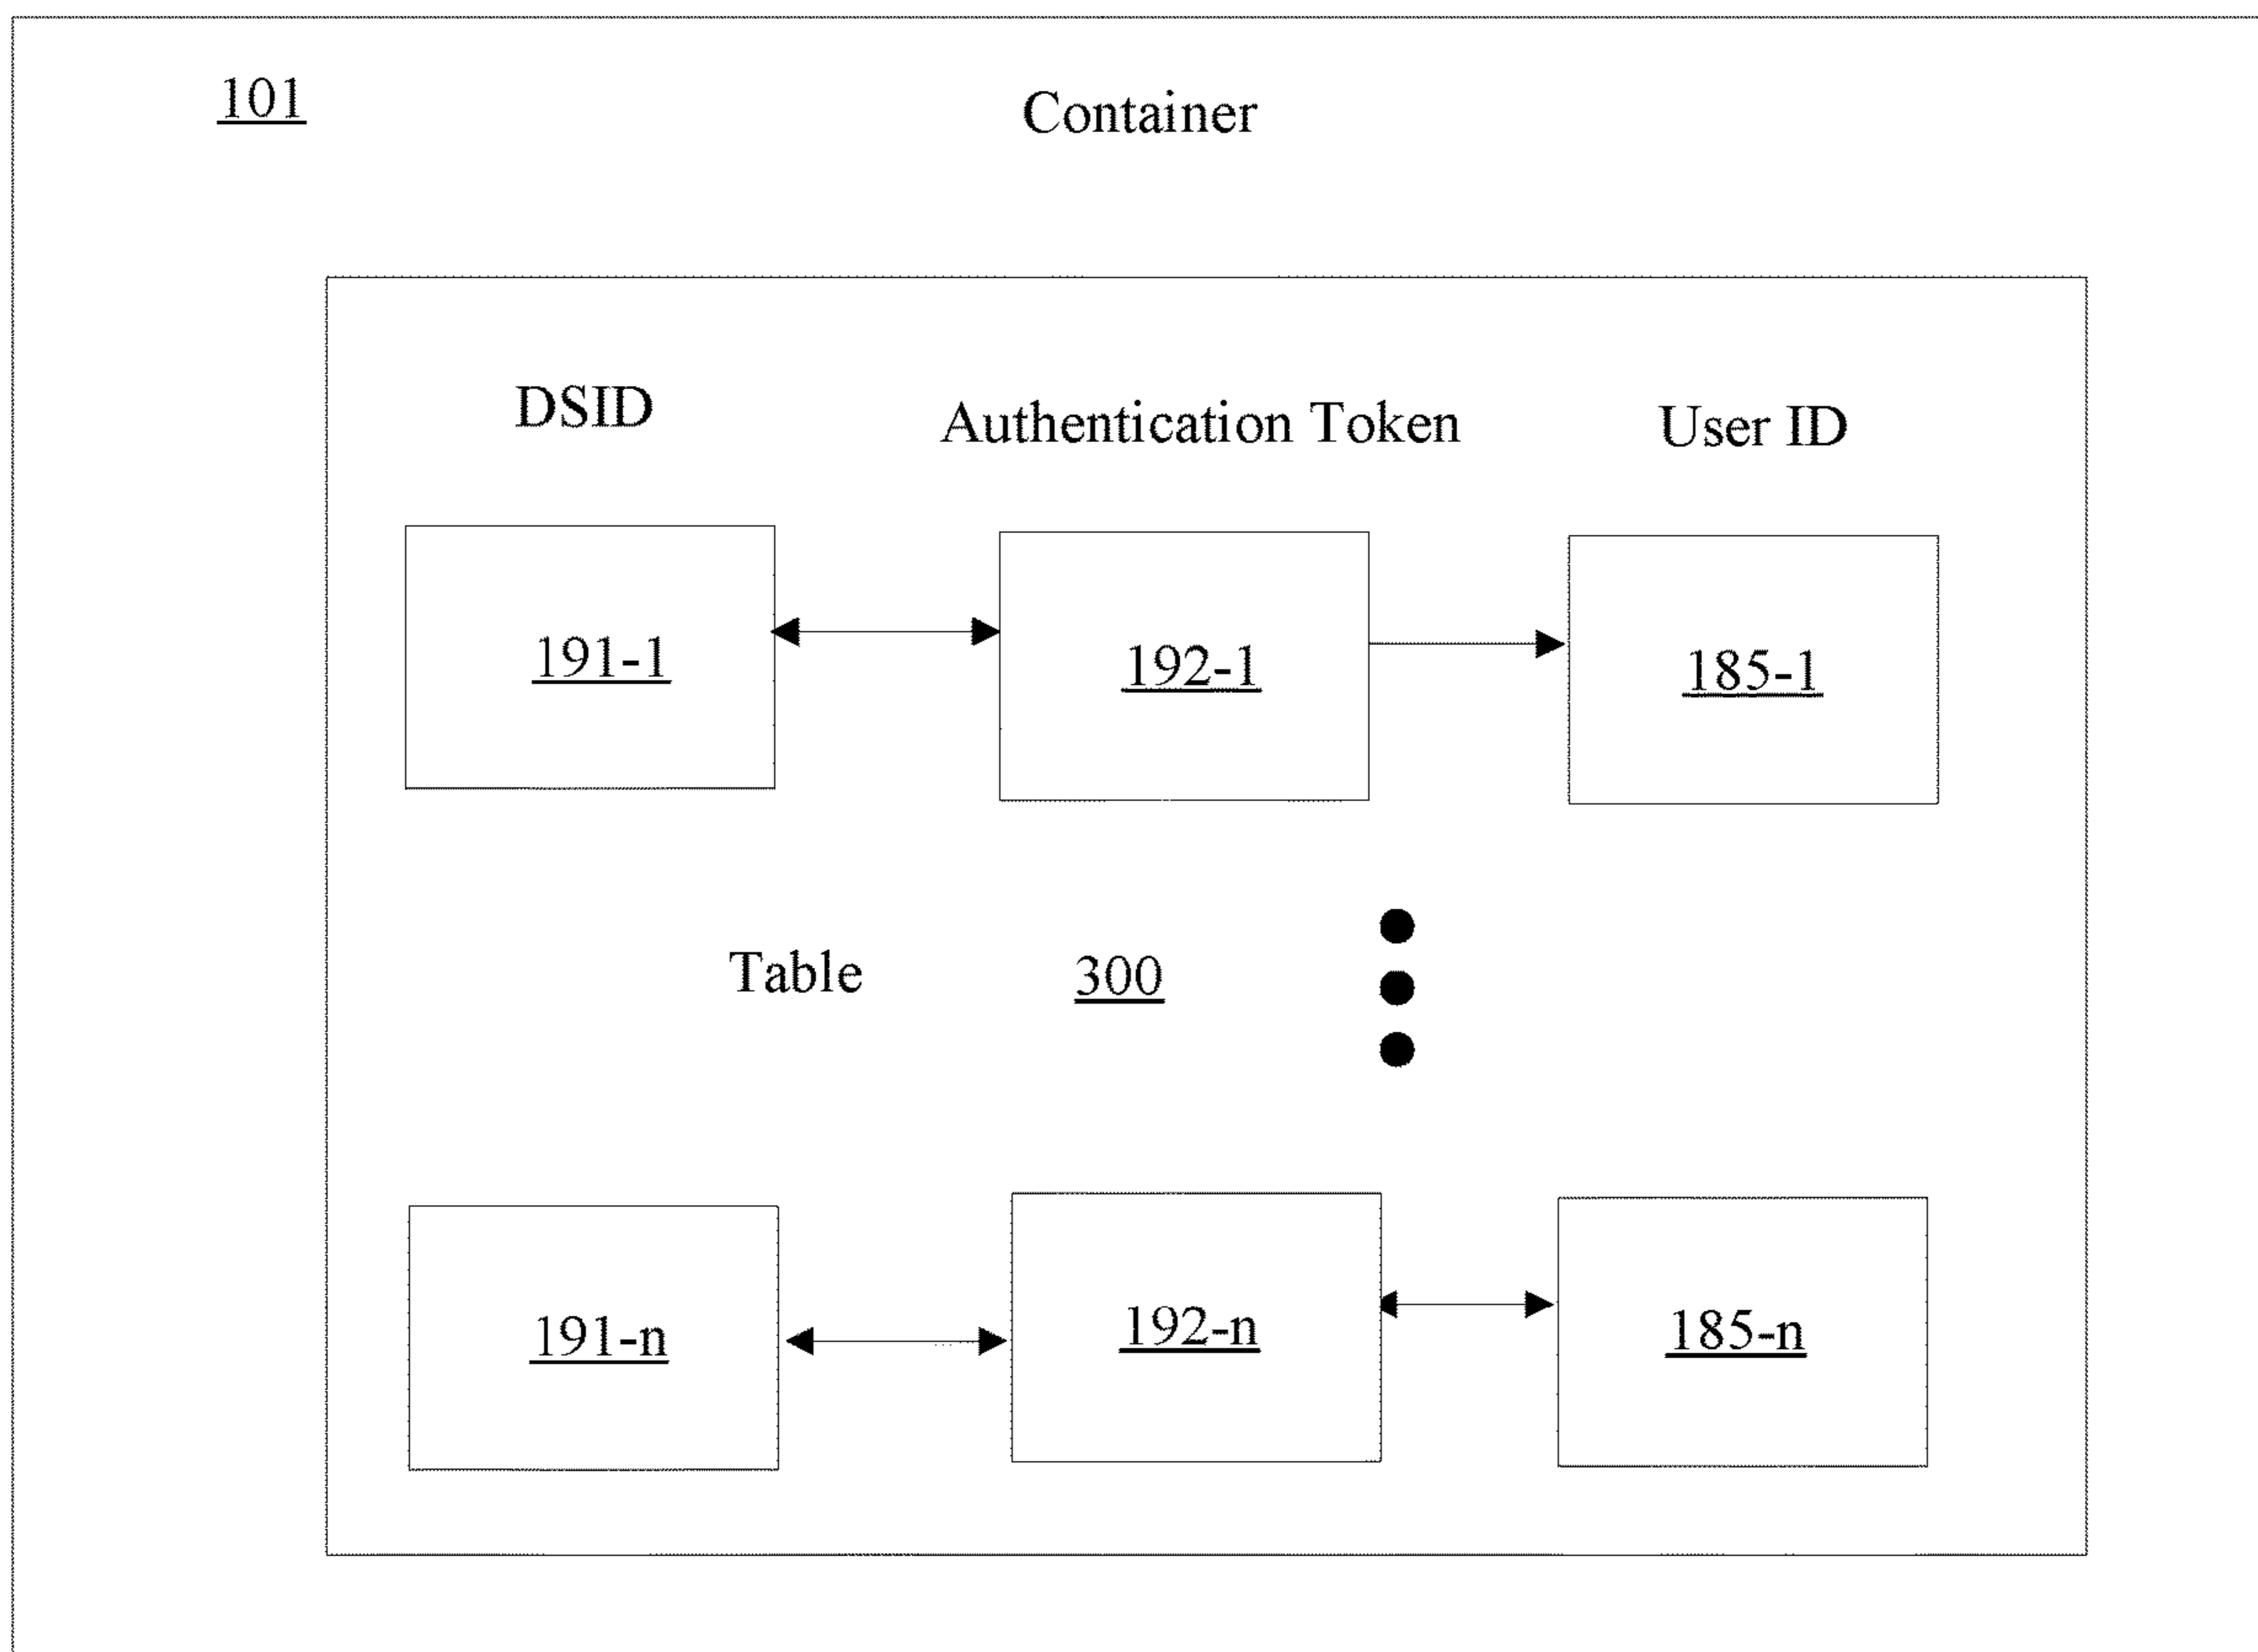 101
Container
DSID
Authentication Token
User ID
191-1
192-1
185-1
Table
300
191-n
192-n
185-n